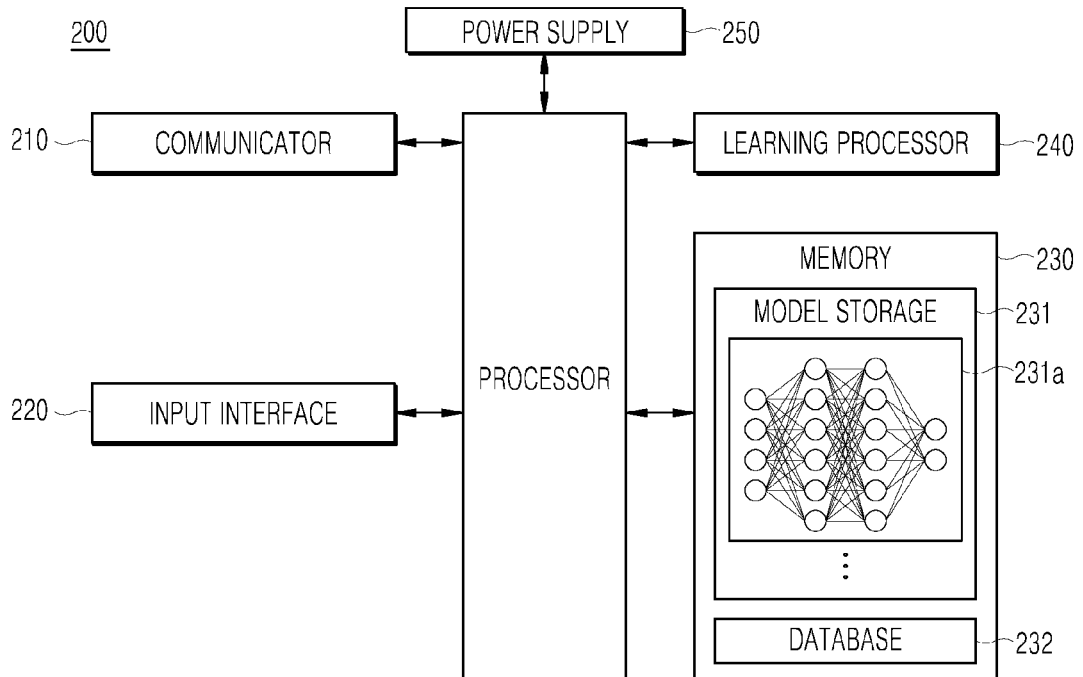 200
POWER SUPPLY 250
210 COMMUNICATOR
LEARNING PROCESSOR 240
MEMORY 230
MODEL STORAGE 231
231a
PROCESSOR
220 INPUT INTERFACE
DATABASE 232